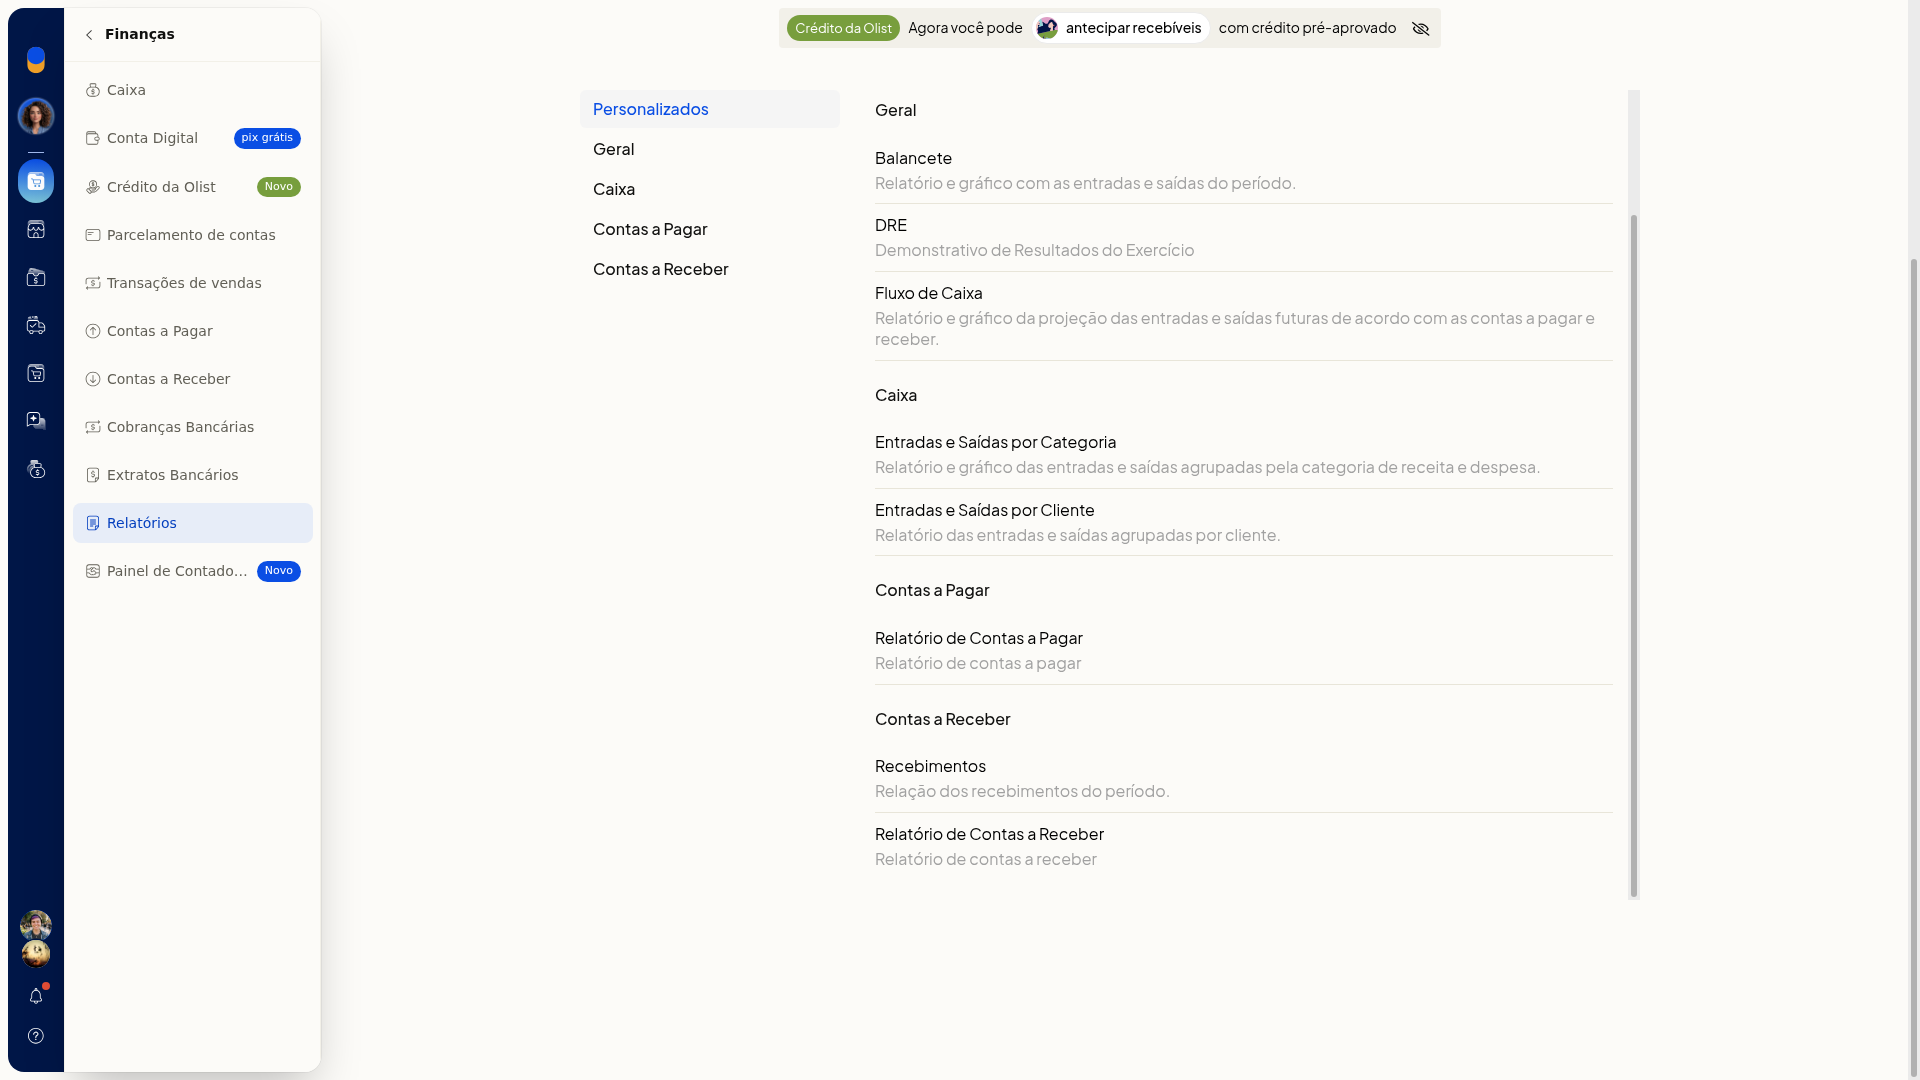 Finanças
Caixa
Conta Digital
pix grátis
Crédito da Olist
Novo
Parcelamento de contas
Transações de vendas
Contas a Pagar
Contas a Receber
Cobranças Bancárias
Extratos Bancários
Relatórios
Painel de Contado...
Novo
Crédito da Olist Agora você pode antecipar recebíveis com crédito pré-aprovado
Personalizados
Geral
Caixa
Contas a Pagar
Contas a Receber
Geral
Balancete
Relatório e gráfico com as entradas e saídas do período.
DRE
Demonstrativo de Resultados do Exercício
Fluxo de Caixa
Relatório e gráfico da projeção das entradas e saídas futuras de acordo com as contas a pagar e
receber.
Caixa
Entradas e Saídas por Categoria
Relatório e gráfico das entradas e saídas agrupadas pela categoria de receita e despesa.
Entradas e Saídas por Cliente
Relatório das entradas e saídas agrupadas por cliente.
Contas a Pagar
Relatório de Contas a Pagar
Relatório de contas a pagar
Contas a Receber
Recebimentos
Relação dos recebimentos do período.
Relatório de Contas a Receber
Relatório de contas a receber